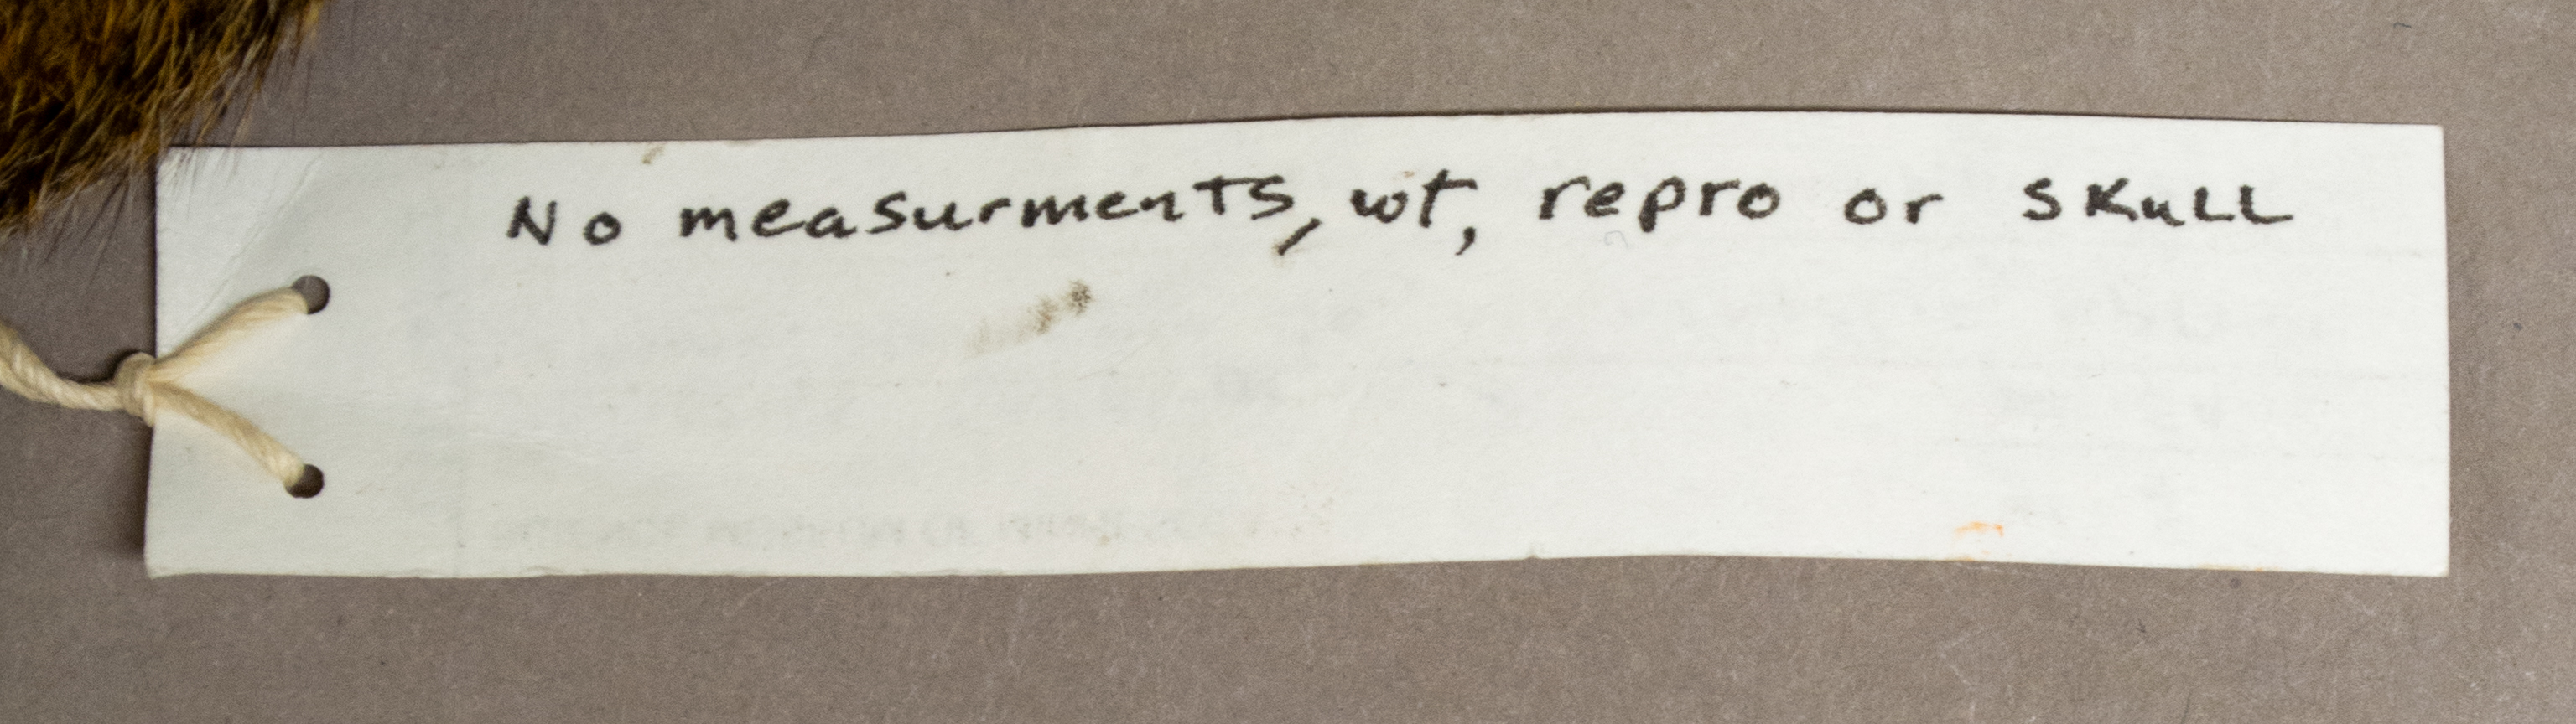 No measurments, wt, repro or skull